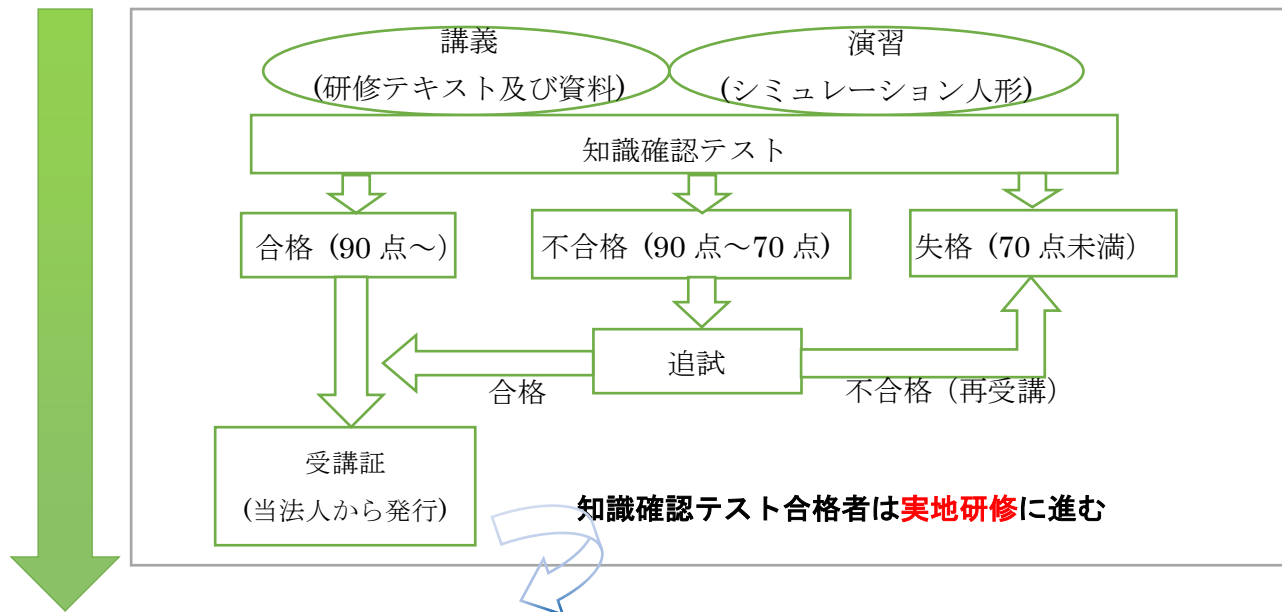 講義
(研修テキスト及び資料)
演習
(シミュレーション人形)
知識確認テスト
合格 (90 点～)
不合格 (90 点～70 点)
失格 (70 点未満)
追試
合格
不合格（再受講）
受講証
(当法人から発行)
知識確認テスト合格者は実地研修に進む